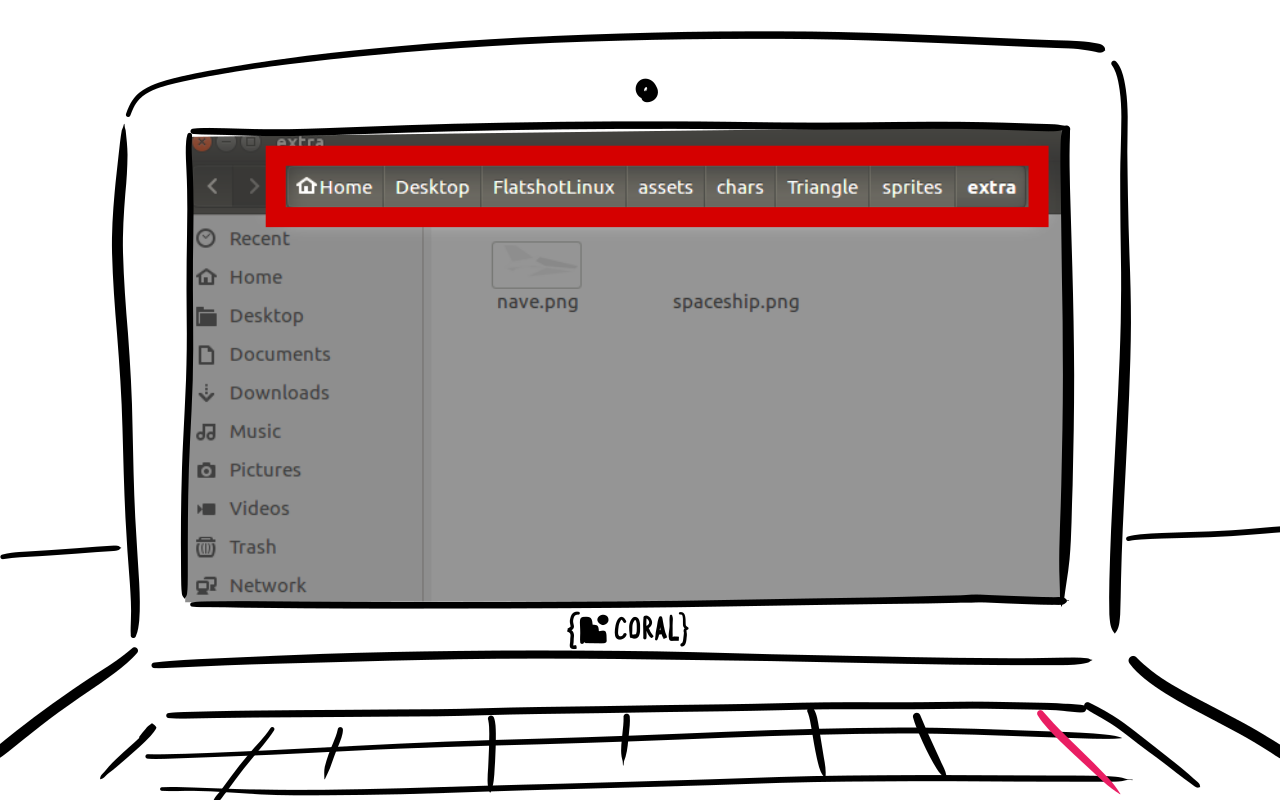 extra
Home Desktop FlatshotLinux assets chars Triangle sprites extra
Recent
Home
Desktop
Documents
Downloads
Music
Pictures
Videos
Trash
Network
nave.png spaceship.png
{CORAL}